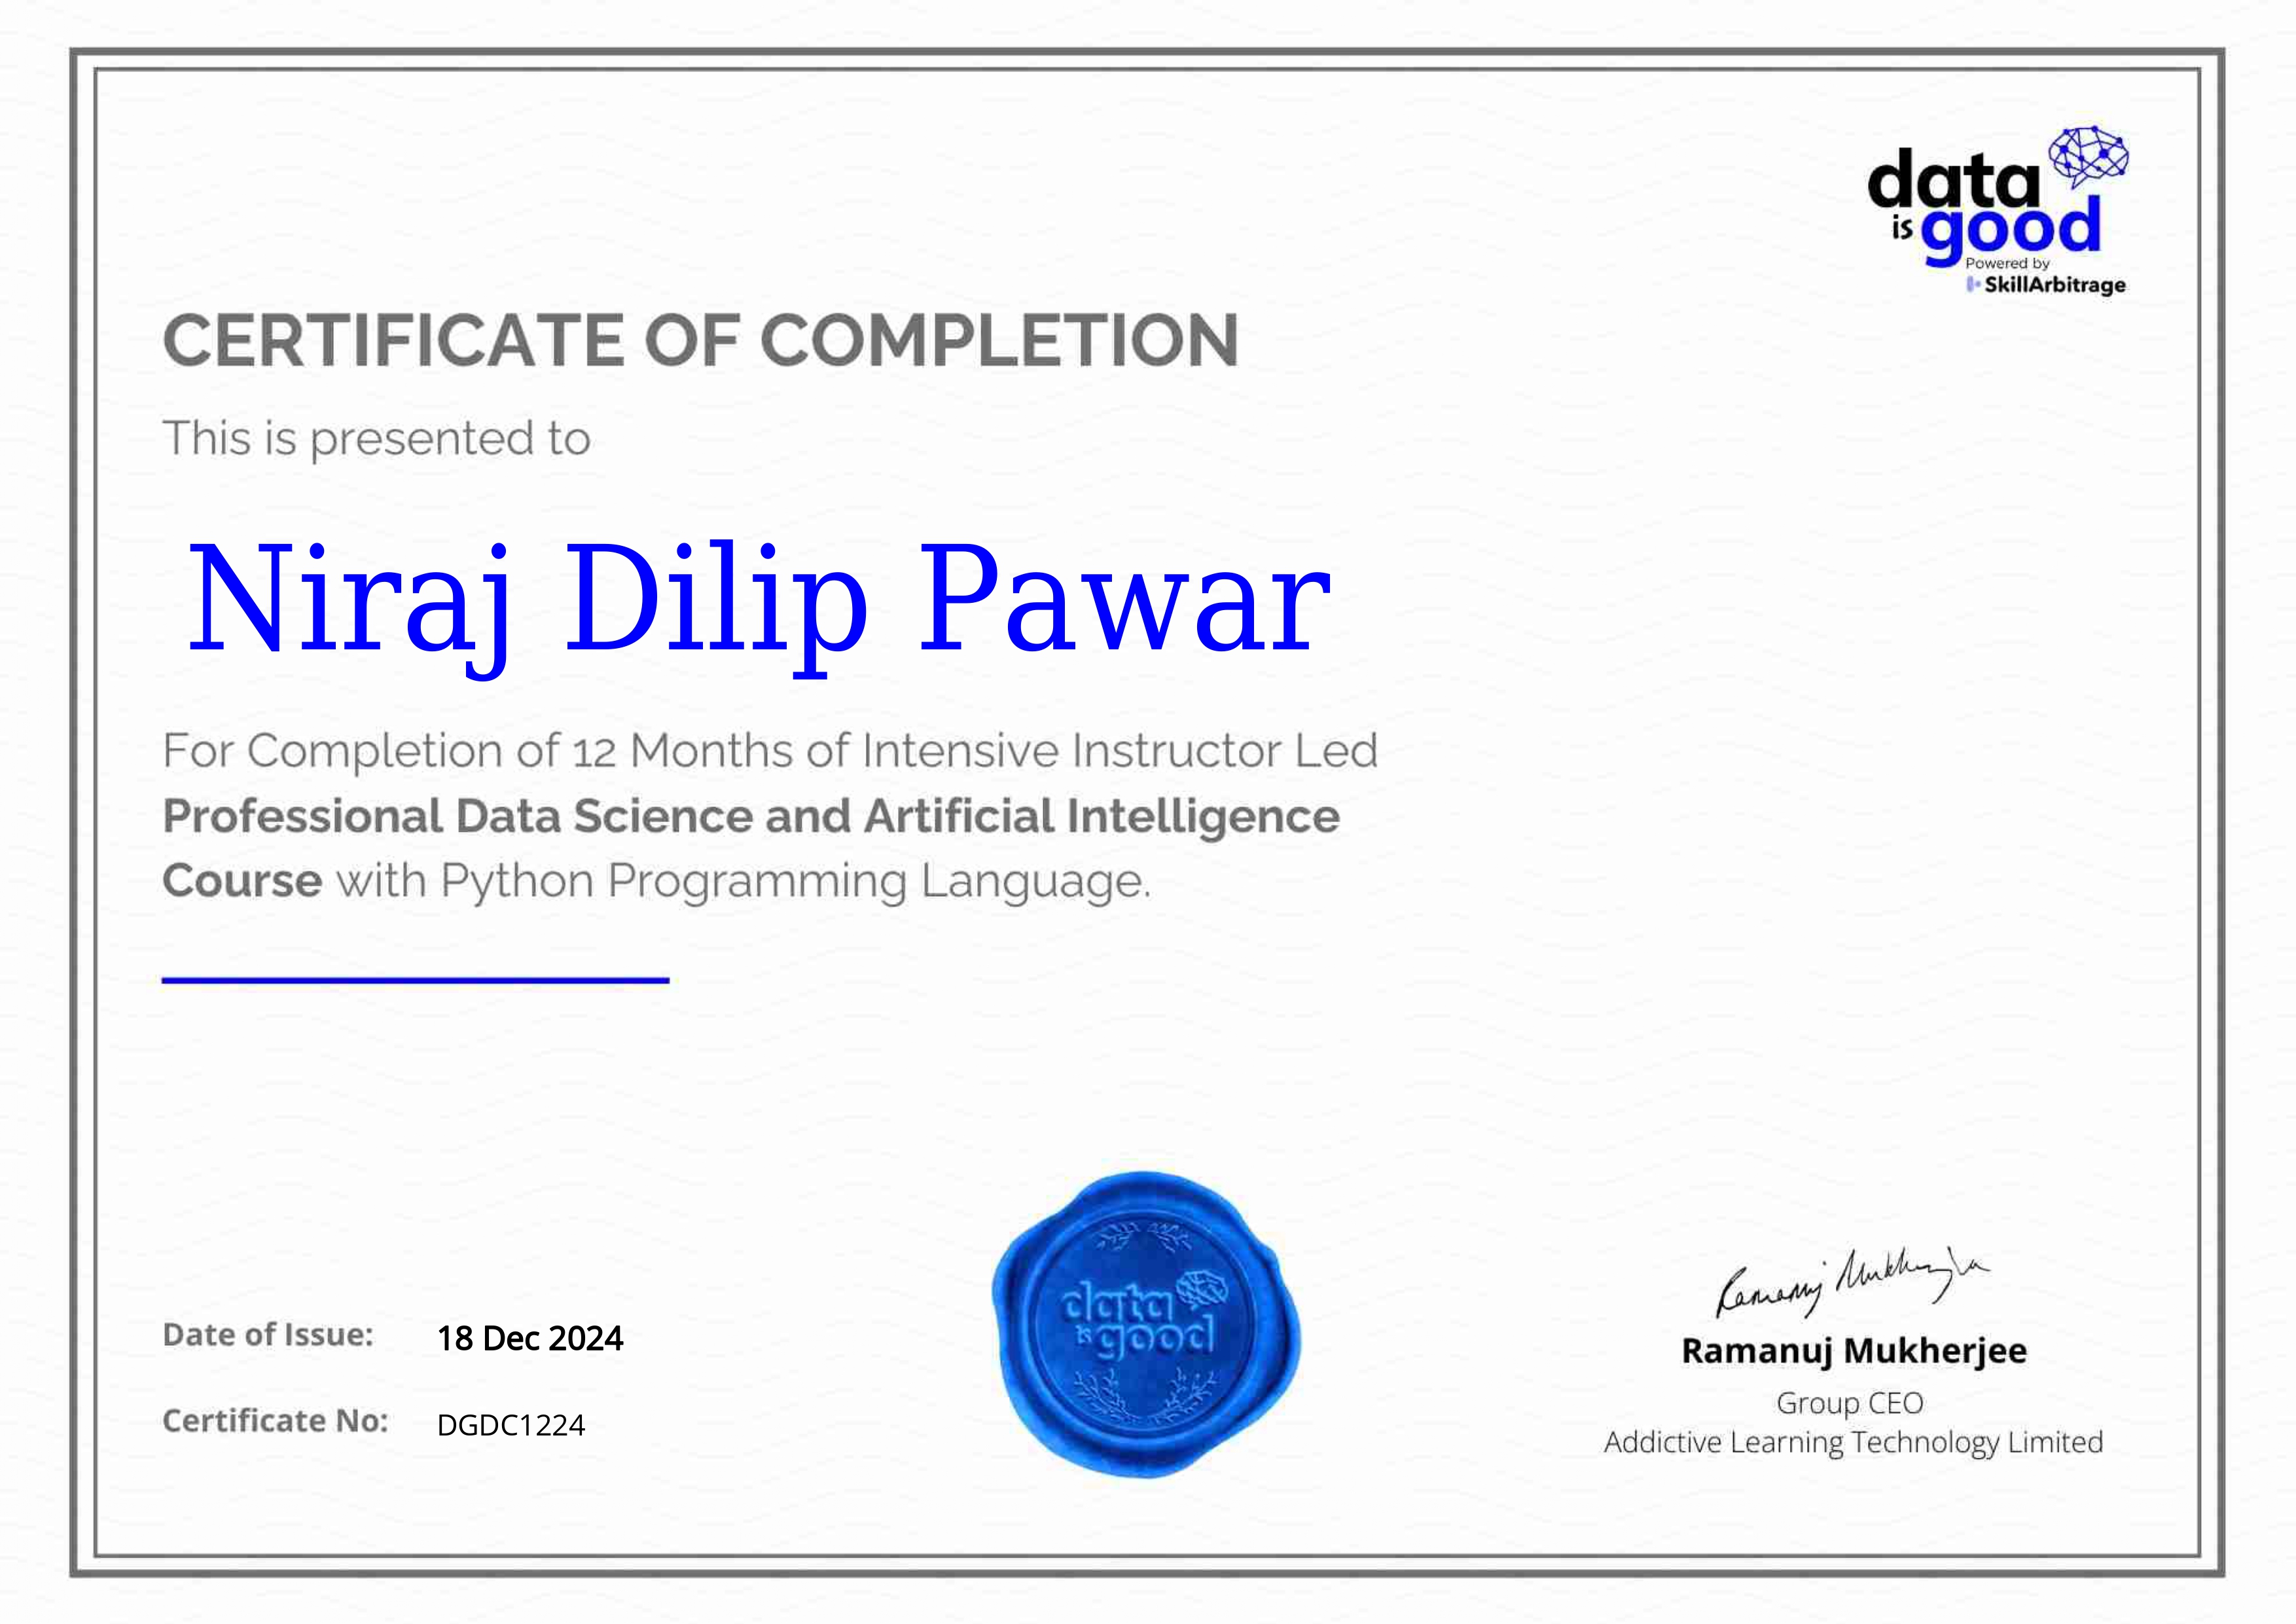 data
is good
Powered by
SkillArbitrage
CERTIFICATE OF COMPLETION
This is presented to
Niraj Dilip Pawar
For Completion of 12 Months of Intensive Instructor Led
Professional Data Science and Artificial Intelligence
Course with Python Programming Language.
data
is good
Ramanuj Mukherjee
Date of Issue: 18 Dec 2024
Ramanuj Mukherjee
Certificate No: DGDC1224
Group CEO
Addictive Learning Technology Limited